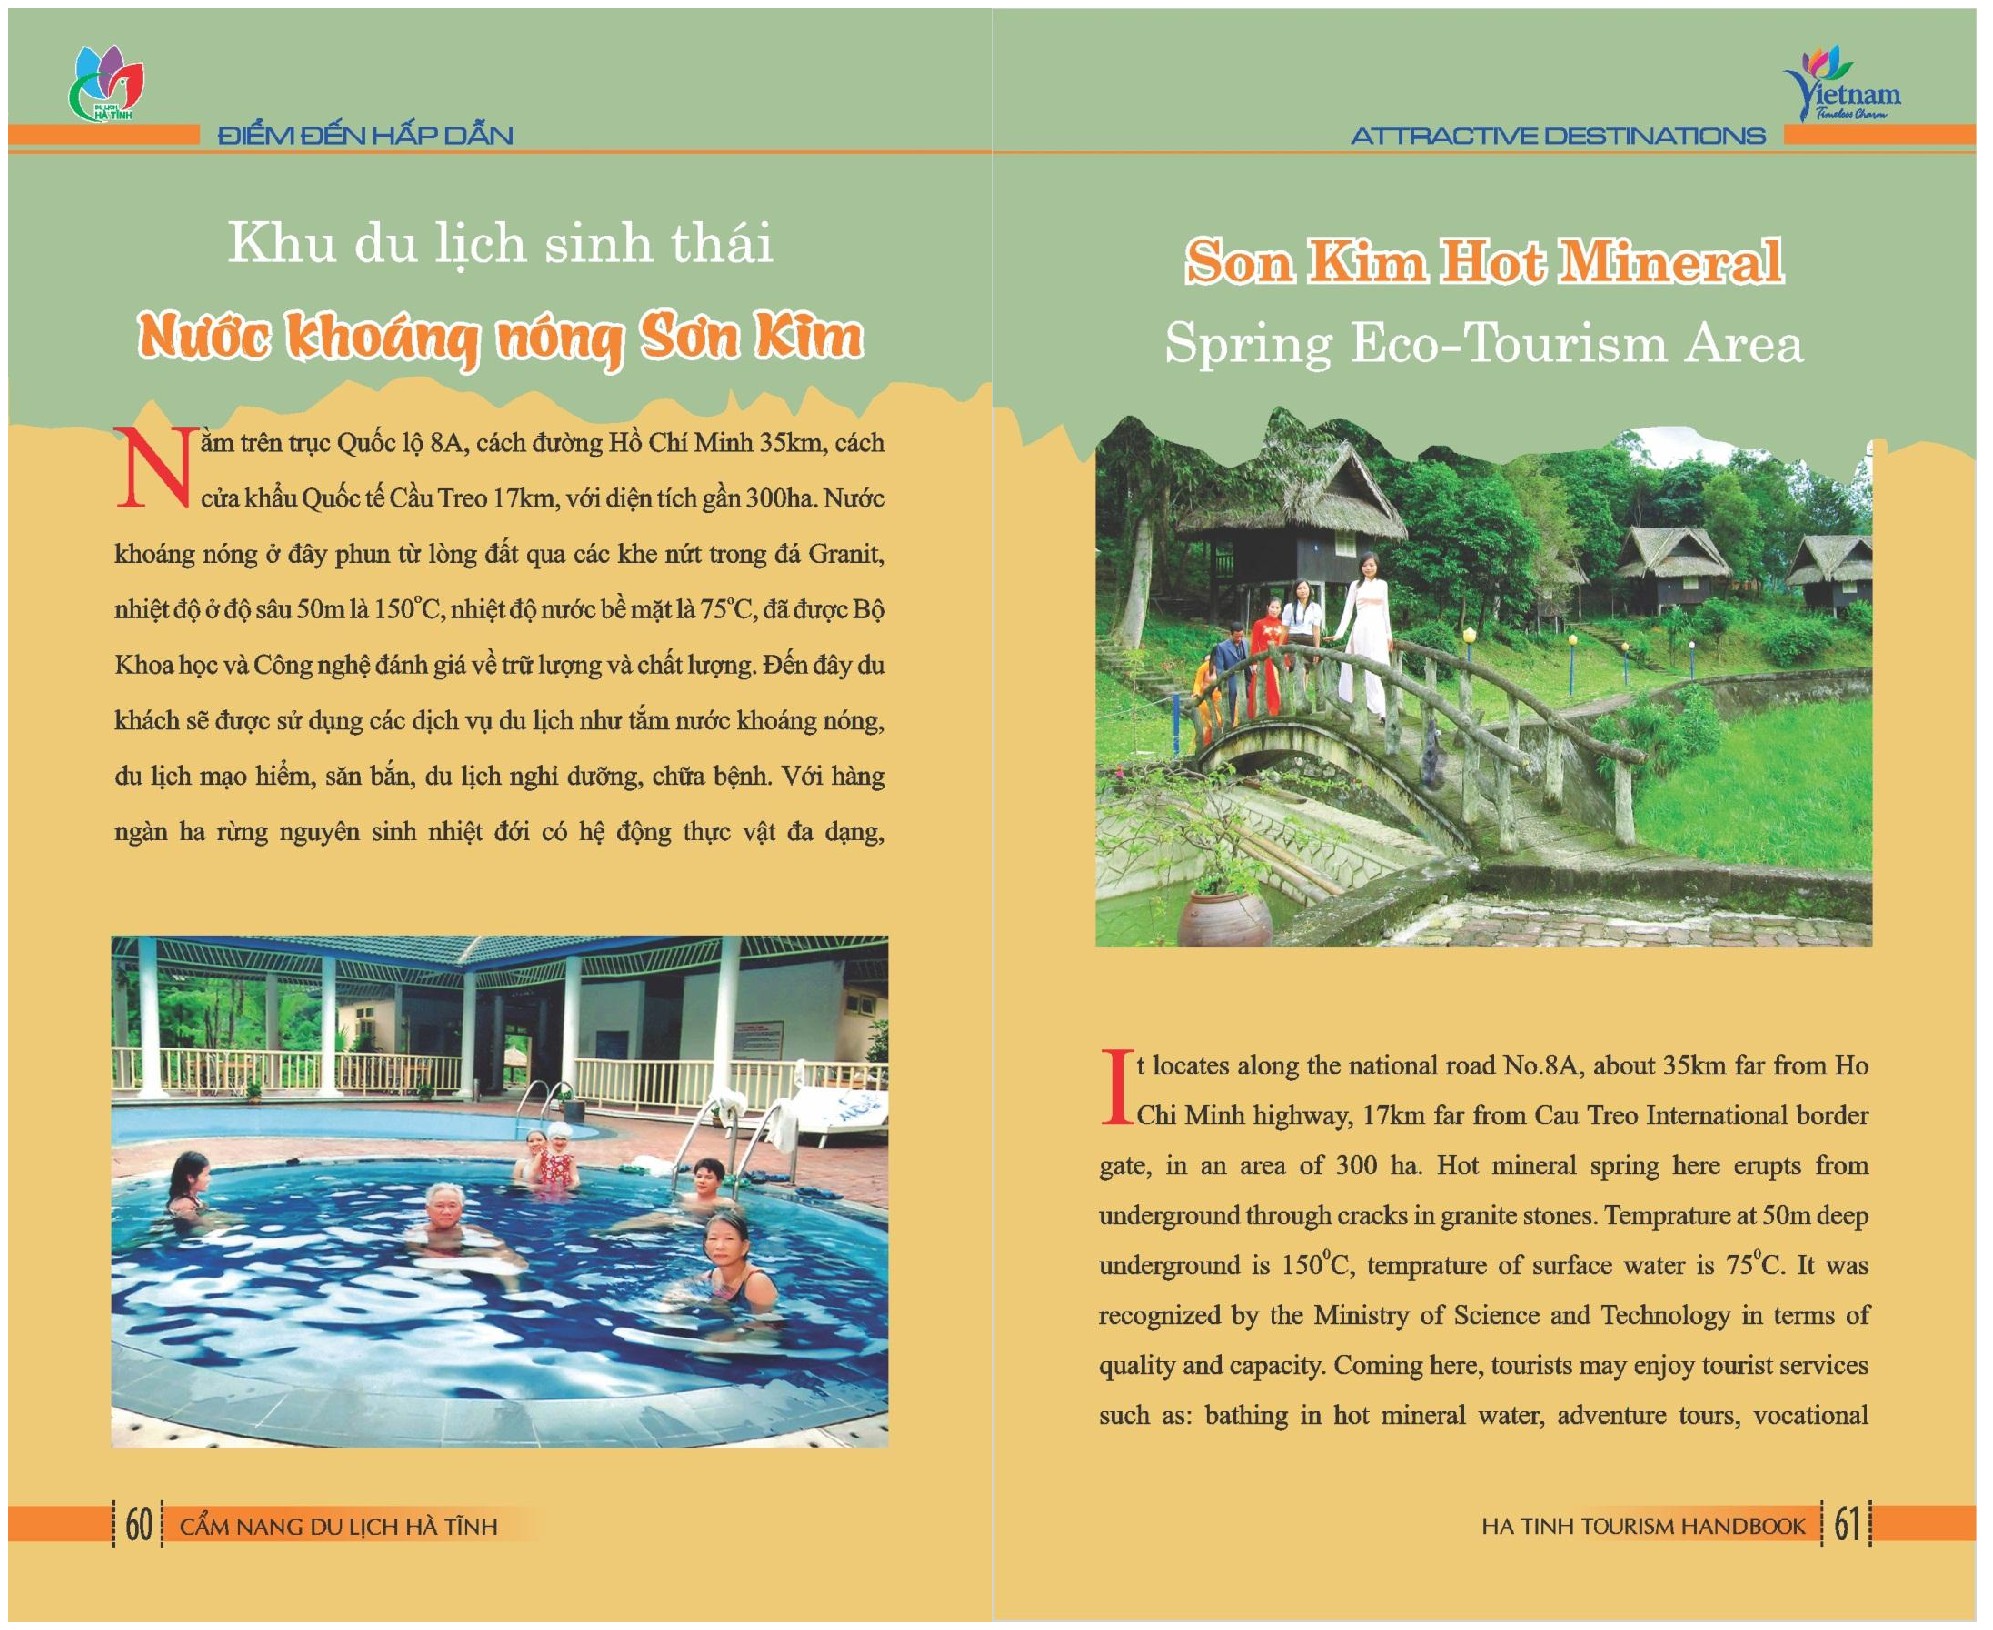 DU LỊCH
HÀ TĨNH
ĐIỂM ĐẾN HẤP DẪN
Khu du lịch sinh thái
Nước khoáng nóng Sơn Kim
Nằm trên trục Quốc lộ 8A, cách đường Hồ Chí Minh 35km, cách
cửa khẩu Quốc tế Cầu Treo 17km, với diện tích gần 300ha. Nước
khoáng nóng ở đây phun từ lòng đất qua các khe nứt trong đá Granit,
nhiệt độ ở độ sâu 50m là 150°C, nhiệt độ nước bề mặt là 75°C, đã được Bộ
Khoa học và Công nghệ đánh giá về trữ lượng và chất lượng. Đến đây du
khách sẽ được sử dụng các dịch vụ du lịch như tắm nước khoáng nóng,
du lịch mạo hiểm, săn bắn, du lịch nghỉ dưỡng, chữa bệnh. Với hàng
ngàn ha rừng nguyên sinh nhiệt đới có hệ động thực vật đa dạng,
60 CẨM NANG DU LỊCH HÀ TĨNH
Vietnam
Timeless Charm
ATTRACTIVE DESTINATIONS
Son Kim Hot Mineral
Spring Eco-Tourism Area
It locates along the national road No.8A, about 35km far from Ho
Chi Minh highway, 17km far from Cau Treo International border
gate, in an area of 300 ha. Hot mineral spring here erupts from
underground through cracks in granite stones. Temprature at 50m deep
underground is 150⁰C, temprature of surface water is 75⁰C. It was
recognized by the Ministry of Science and Technology in terms of
quality and capacity. Coming here, tourists may enjoy tourist services
such as: bathing in hot mineral water, adventure tours, vocational
HA TINH TOURISM HANDBOOK 61